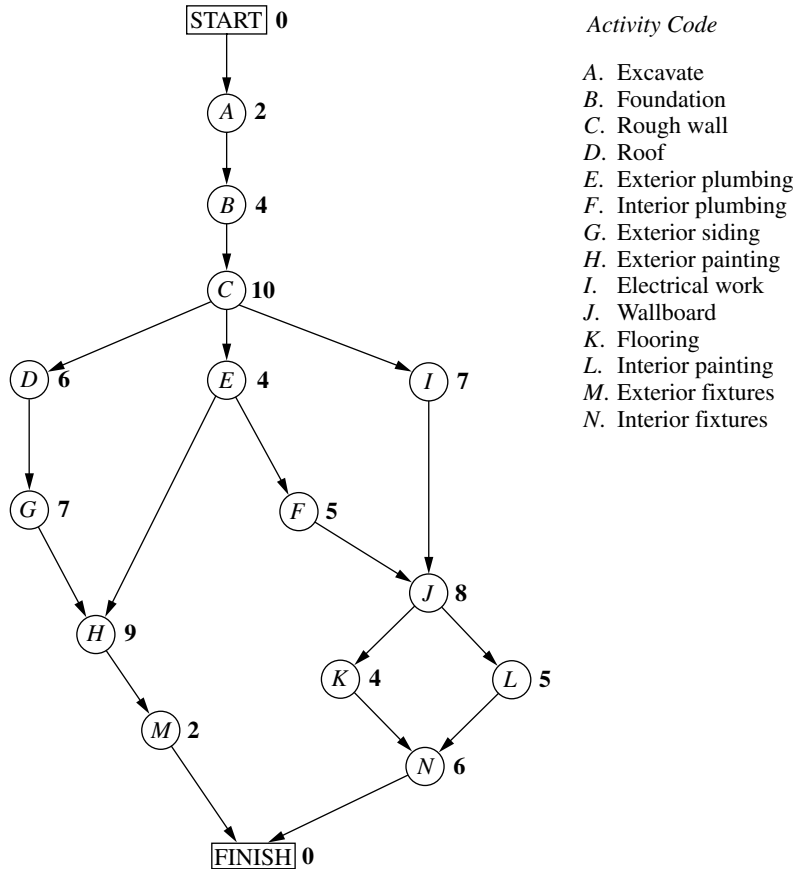 START 0
A 2
B 4
C 10
D 6
E 4
I 7
G 7
F 5
J 8
H 9
K 4
L 5
M 2
N 6
FINISH 0
Activity Code
A. Excavate
B. Foundation
C. Rough wall
D. Roof
E. Exterior plumbing
F. Interior plumbing
G. Exterior siding
H. Exterior painting
I. Electrical work
J. Wallboard
K. Flooring
L. Interior painting
M. Exterior fixtures
N. Interior fixtures